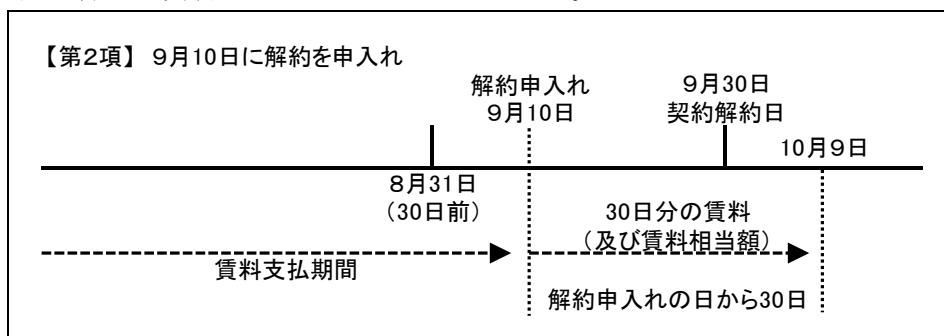 【第２項】 ９月10日に解約を申入れ
解約申入れ
９月10日
９月30日
契約解約日
10月９日
８月31日
（30日前）
30日分の賃料
（及び賃料相当額）
賃料支払期間
解約申入れの日から30日